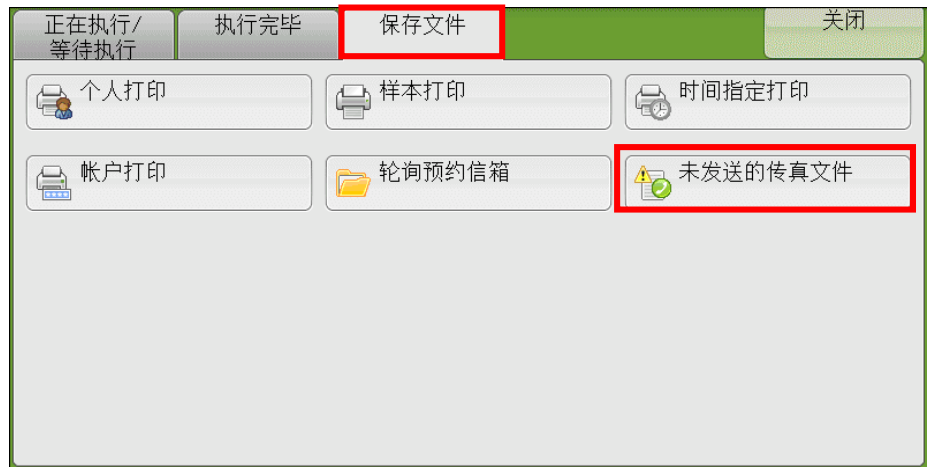 正在执行/
等待执行
执行完毕
保存文件
关闭
个人打印
样本打印
时间指定打印
帐户打印
轮询预约信箱
未发送的传真文件